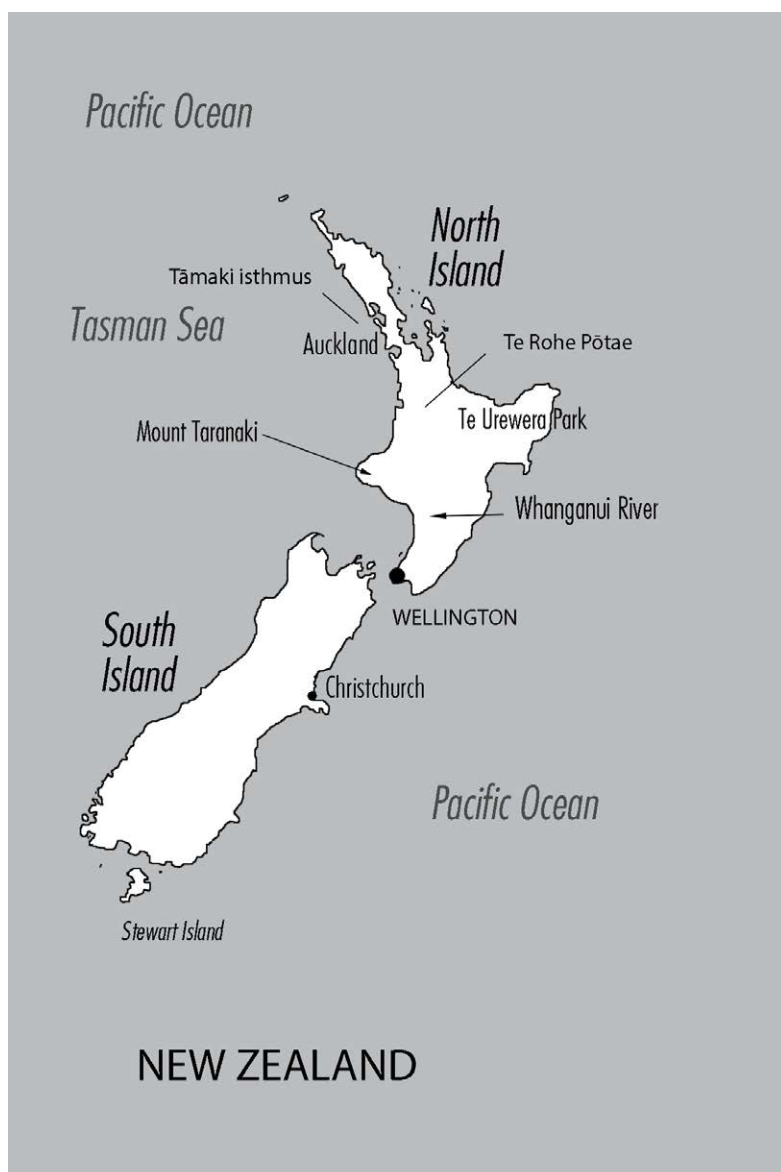 Pacific Ocean
North
Island
Tāmaki isthmus
Tasman Sea
Auckland
Te Rohe Pōtae
Te Urewera Park
Mount Taranaki
Whanganui River
WELLINGTON
South
Island
Christchurch
Pacific Ocean
Stewart Island
NEW ZEALAND